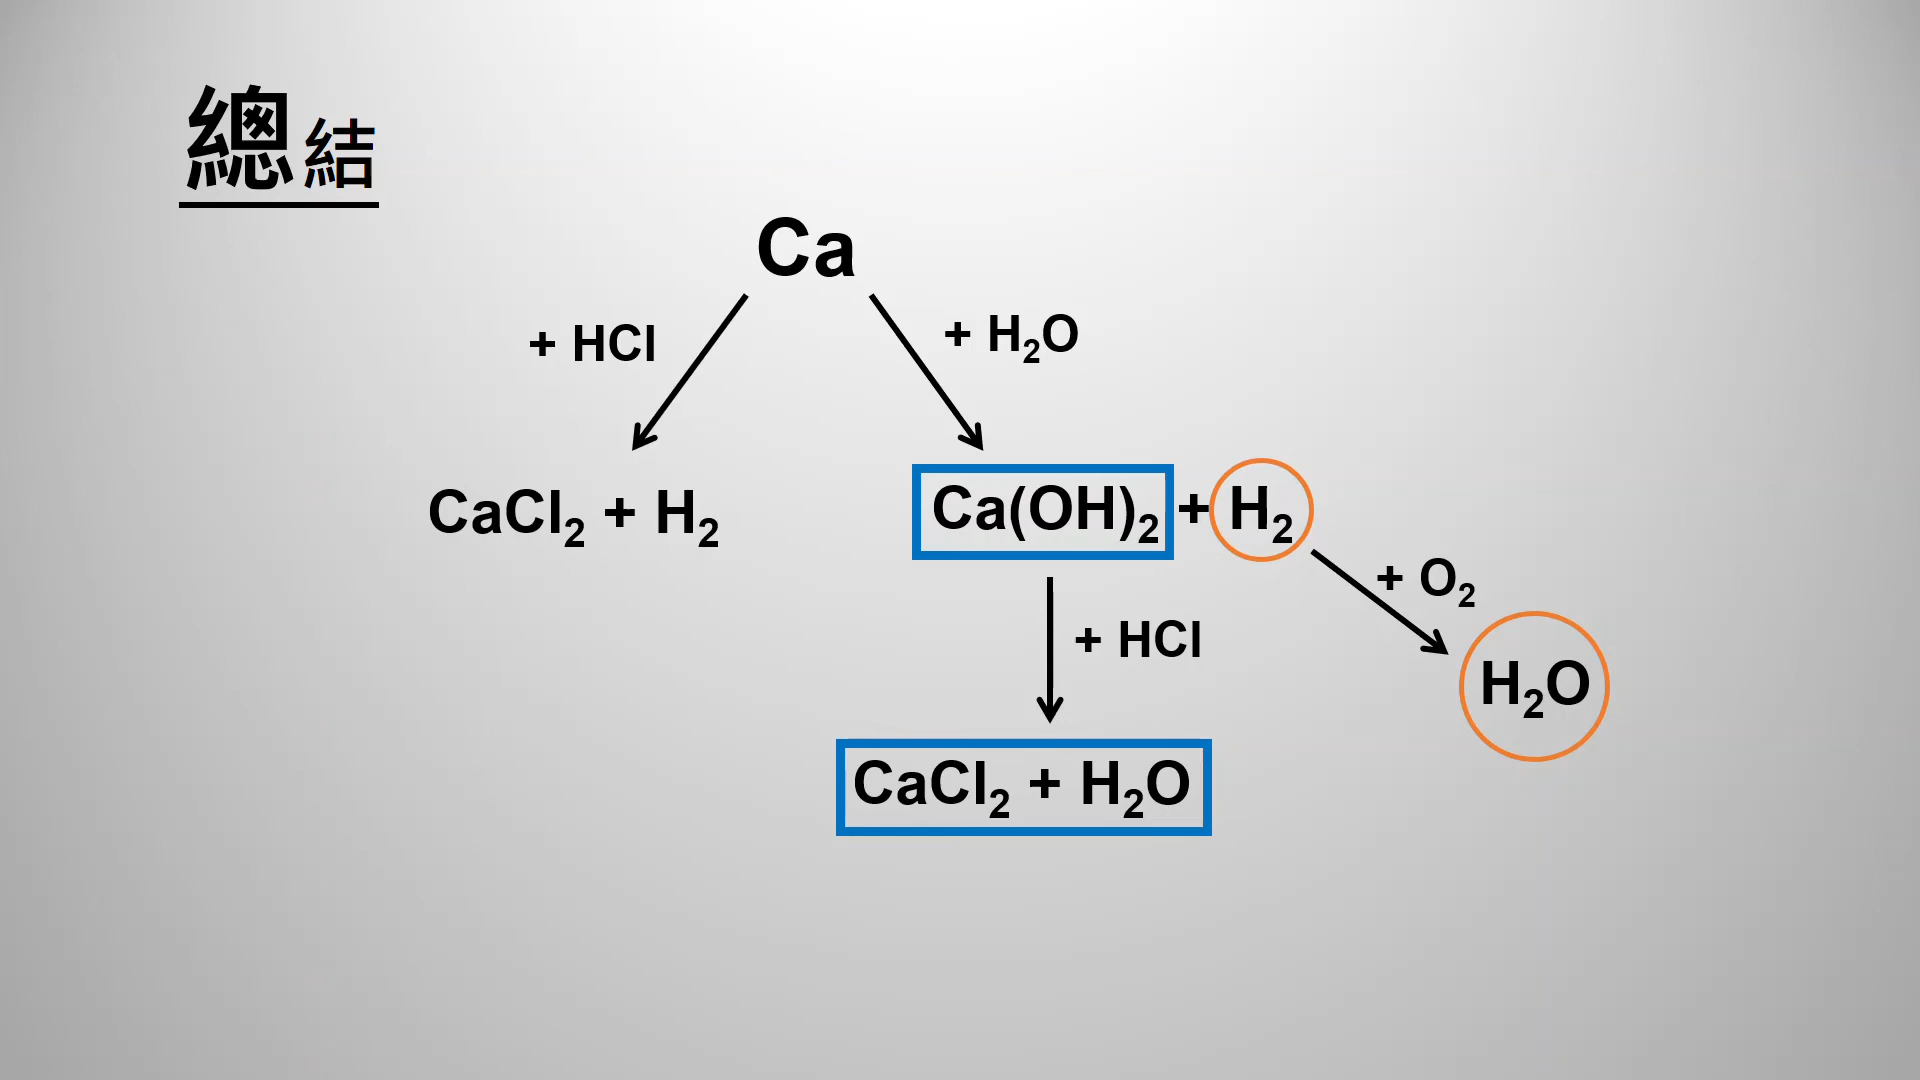 總結
Ca
+ HCl
+ H₂O
CaCl₂ + H₂
Ca(OH)₂ + H₂
+ O₂
+ HCl
H₂O
CaCl₂ + H₂O